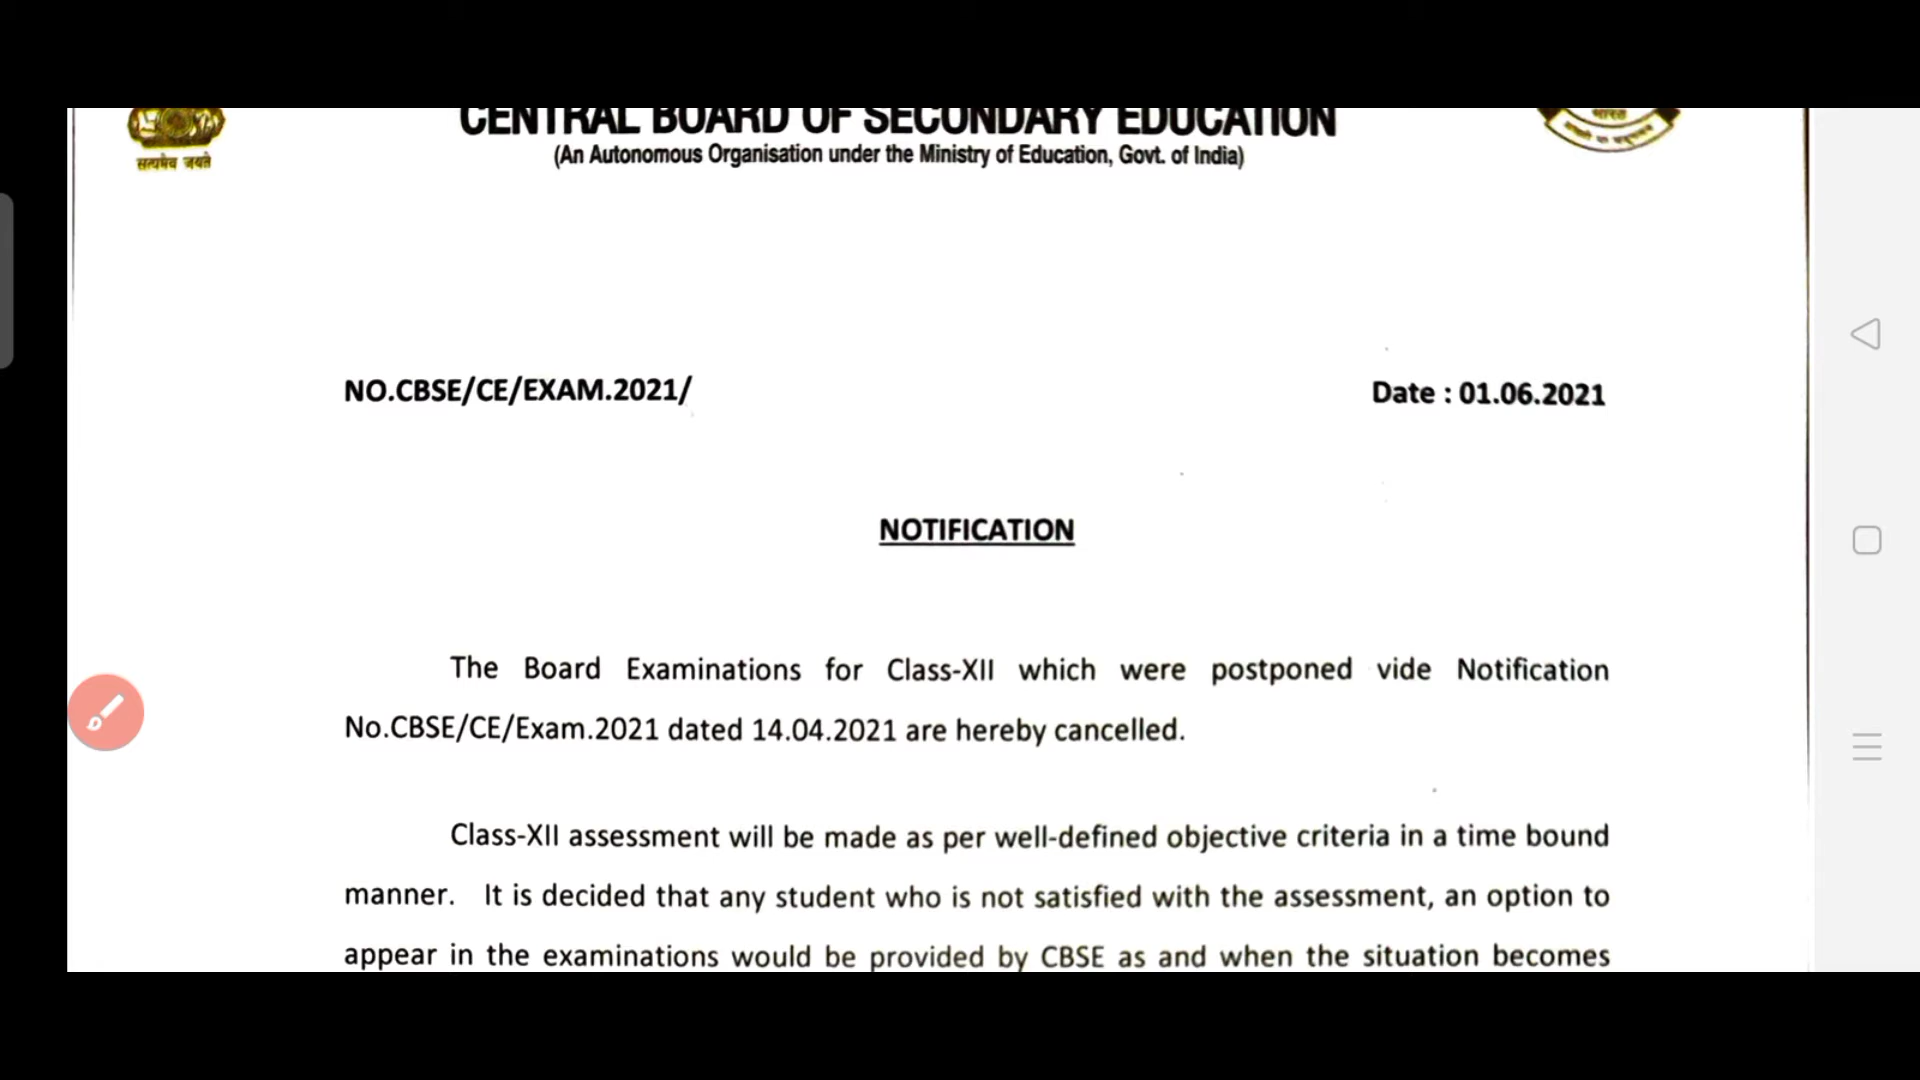 CENTRAL BOARD OF SECONDARY EDUCATION
(An Autonomous Organisation under the Ministry of Education, Govt. of India)
सत्यमेव जयते
भारत
NO.CBSE/CE/EXAM.2021/
Date : 01.06.2021
NOTIFICATION
The Board Examinations for Class-XII which were postponed vide Notification
No.CBSE/CE/Exam.2021 dated 14.04.2021 are hereby cancelled.
Class-XII assessment will be made as per well-defined objective criteria in a time bound
manner. It is decided that any student who is not satisfied with the assessment, an option to
appear in the examinations would be provided by CBSE as and when the situation becomes